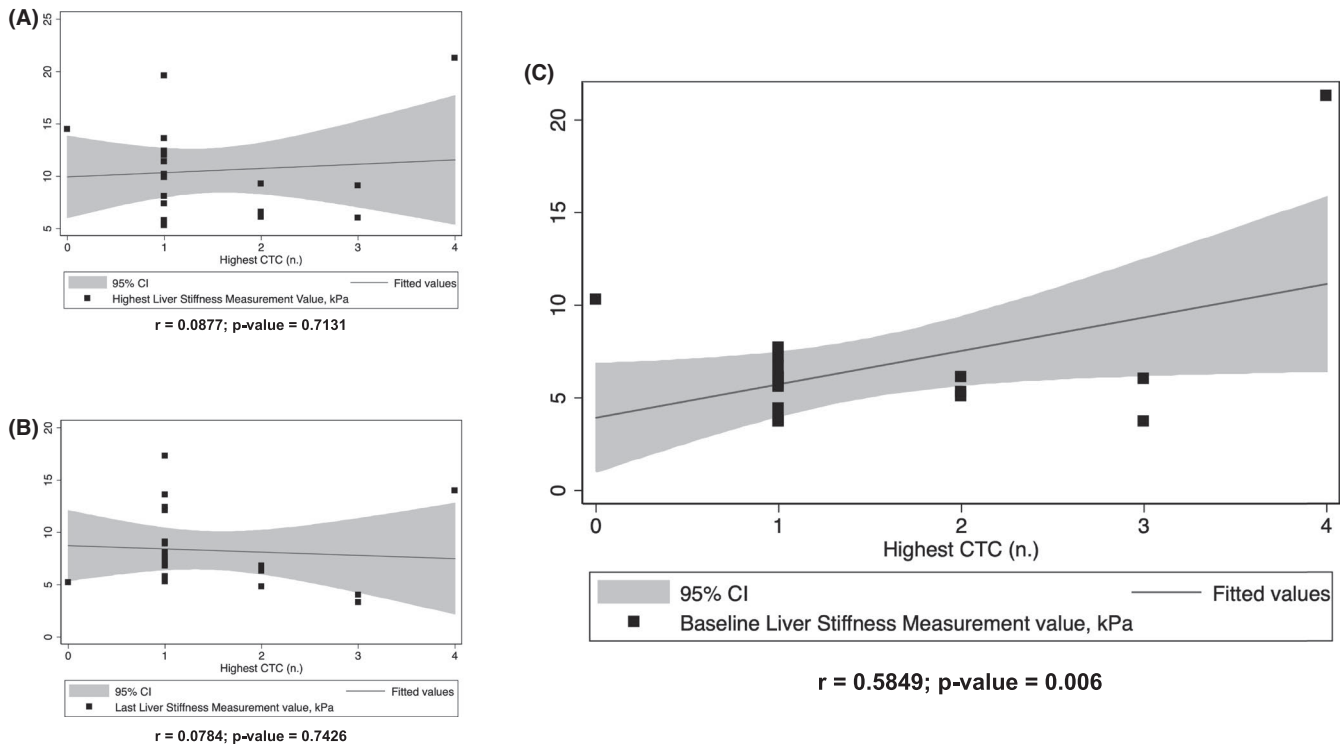 (A)
25
20
15
10
5
0 1 2 3 4
Highest CTC (n.)
95% CI Fitted values
Highest Liver Stiffness Measurement Value, kPa
r = 0.0877; p-value = 0.7131
(B)
20
15
10
5
0
0 1 2 3 4
Highest CTC (n.)
95% CI Fitted values
Last Liver Stiffness Measurement value, kPa
r = 0.0784; p-value = 0.7426
(C)
20
15
10
5
0
0 1 2 3 4
Highest CTC (n.)
95% CI Fitted values
Baseline Liver Stiffness Measurement value, kPa
r = 0.5849; p-value = 0.006